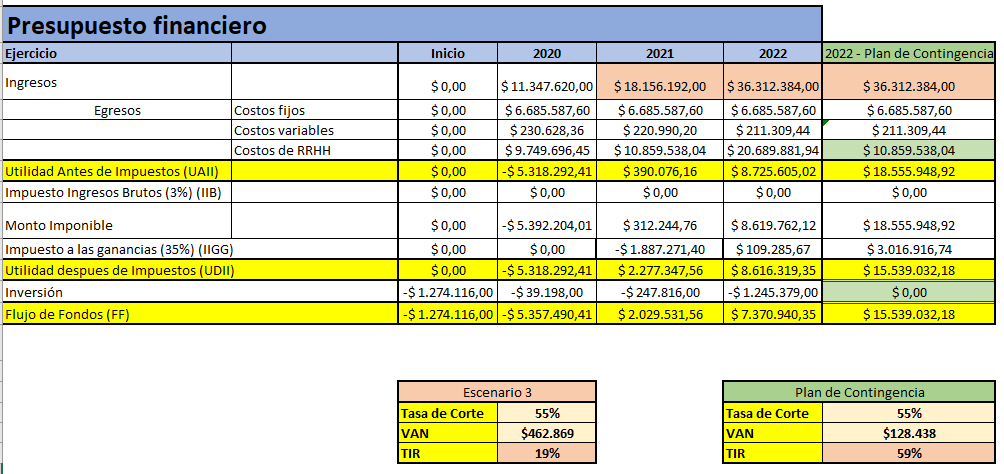 Presupuesto financiero
Ejercicio Inicio 2020 2021 2022 2022 - Plan de Contingencia
Ingresos $ 0,00 $ 11.347.620,00 $ 18.156.192,00 $ 36.312.384,00 $ 36.312.384,00
Egresos Costos fijos $ 0,00 $ 6.685.587,60 $ 6.685.587,60 $ 6.685.587,60 $ 6.685.587,60
Costos variables $ 0,00 $ 230.628,36 $ 220.990,20 $ 211.309,44 $ 211.309,44
Costos de RRHH $ 0,00 $ 9.749.696,45 $ 10.859.538,04 $ 20.689.881,94 $ 10.859.538,04
Utilidad Antes de Impuestos (UAII) $ 0,00 -$ 5.318.292,41 $ 390.076,16 $ 8.725.605,02 $ 18.555.948,92
Impuesto Ingresos Brutos (3%) (IIB) $ 0,00 $ 0,00 $ 0,00 $ 0,00 $ 0,00
Monto Imponible $ 0,00 -$ 5.392.204,01 $ 312.244,76 $ 8.619.762,12 $ 18.555.948,92
Impuesto a las ganancias (35%) (IIGG) $ 0,00 $ 0,00 -$ 1.887.271,40 $ 109.285,67 $ 3.016.916,74
Utilidad despues de Impuestos (UDII) $ 0,00 -$ 5.318.292,41 $ 2.277.347,56 $ 8.616.319,35 $ 15.539.032,18
Inversión -$ 1.274.116,00 -$ 39.198,00 -$ 247.816,00 -$ 1.245.379,00 $ 0,00
Flujo de Fondos (FF) -$ 1.274.116,00 -$ 5.357.490,41 $ 2.029.531,56 $ 7.370.940,35 $ 15.539.032,18
Escenario 3 Plan de Contingencia
Tasa de Corte 55% Tasa de Corte 55%
VAN $462.869 VAN $128.438
TIR 19% TIR 59%